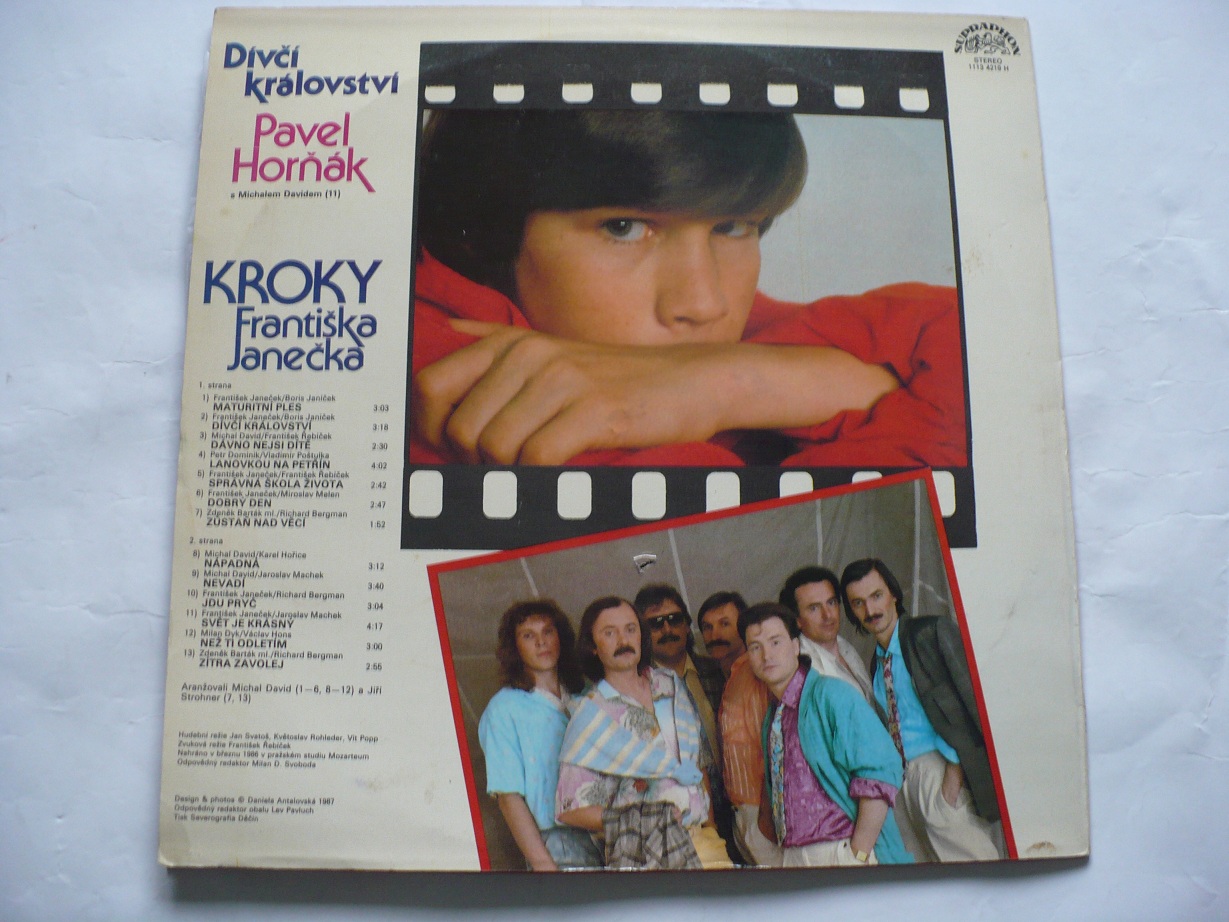 Dívčí
království
Pavel
Horňák
s Michalem Davidem (11)
KROKY
Františka
Janečka
SUPRAPHON
STEREO
1113 4219 H
1. strana
1) František Janeček/Boris Janíček
MATURITNÍ PLES 3:03
2) František Janeček/Boris Janíček
DÍVČÍ KRÁLOVSTVÍ 3:18
3) Michal David/František Řebíček
DÁVNO NEJSI DÍTĚ 2:30
4) Petr Dominik/Vladimír Poštulka
LANOVKOU NA PETŘÍN 4:02
5) František Janeček/František Řebíček
SPRÁVNÁ ŠKOLA ŽIVOTA 2:42
6) František Janeček/Miroslav Malen
DOBRÝ DEN 2:47
7) Zdeněk Barták ml./Richard Bergman
ZŮSTAŇ NAD VĚCÍ 1:52
2. strana
8) Michal David/Karel Hořice
NÁPADNÁ 3:12
9) Michal David/Jaroslav Machek
NEVADÍ 3:40
10) František Janeček/Richard Bergman
JDU PRYČ 3:04
11) František Janeček/Jaroslav Machek
SVĚT JE KRÁSNÝ 4:17
12) Milan Dyk/Václav Hons
NEŽ TI ODLETÍM 3:00
13) Zdeněk Barták ml./Richard Bergman
ZÍTRA ZAVOLEJ 2:55
Aranžovali Michal David (1—6, 8—12) a Jiří
Strohner (7, 13)
Hudební režie Jan Svatoš, Květoslav Rohleder, Vít Popp
Zvuková režie František Řebíček
Nahráno v březnu 1986 v pražském studiu Mozarteum
Odpovědný redaktor Milan D. Svoboda
Design & photos © Daniela Antalovská 1987
Odpovědný redaktor obalu Lev Pavluch
Tisk Severografia Děčín